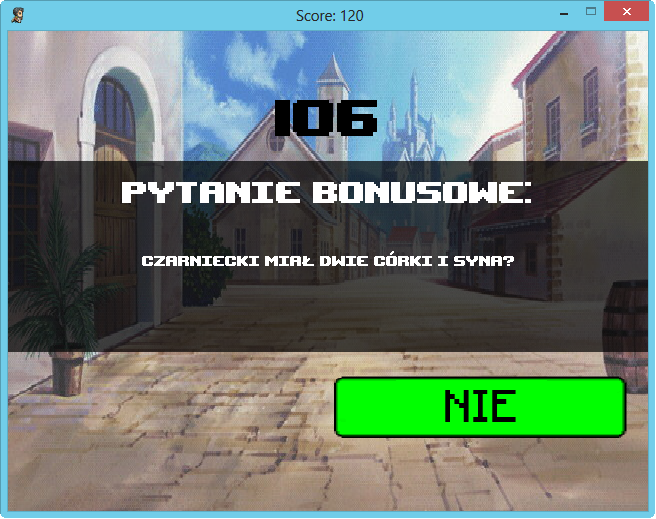 Score: 120
106
PYTANIE BONUSOWE:
CZARNIECKI MIAŁ DWIE CÓRKI I SYNA?
NIE